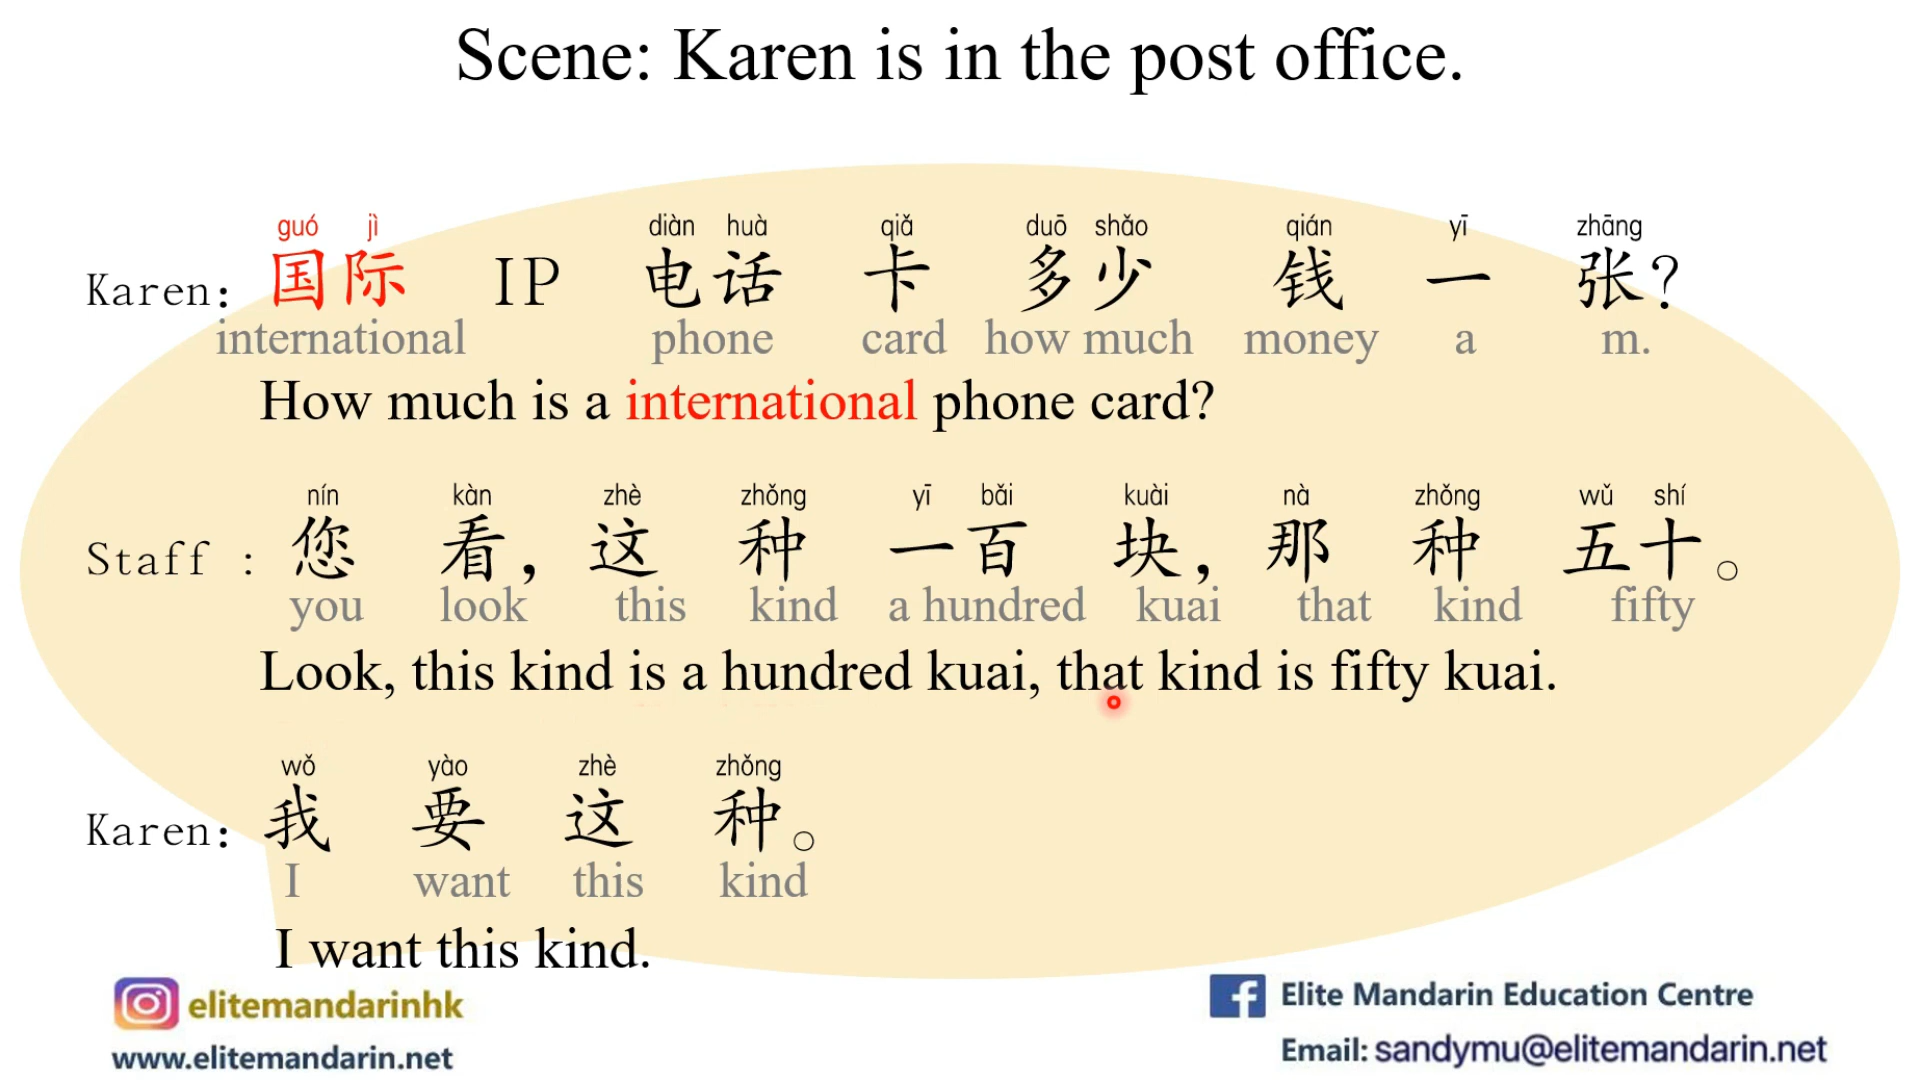 Scene: Karen is in the post office.
guó jì diàn huà qiǎ duō shǎo qián yī zhāng
Karen: 国际 IP 电话 卡 多少 钱 一 张?
international phone card how much money a m.
How much is a international phone card?
nín kàn zhè zhǒng yī bǎi kuài nà zhǒng wǔ shí
Staff : 您 看, 这 种 一百 块, 那 种 五十。
you look this kind a hundred kuai that kind fifty
Look, this kind is a hundred kuai, that kind is fifty kuai.
wǒ yào zhè zhǒng
Karen: 我 要 这 种。
I want this kind
I want this kind.
elitemandarinhk
www.elitemandarin.net
Elite Mandarin Education Centre
Email: sandymu@elitemandarin.net